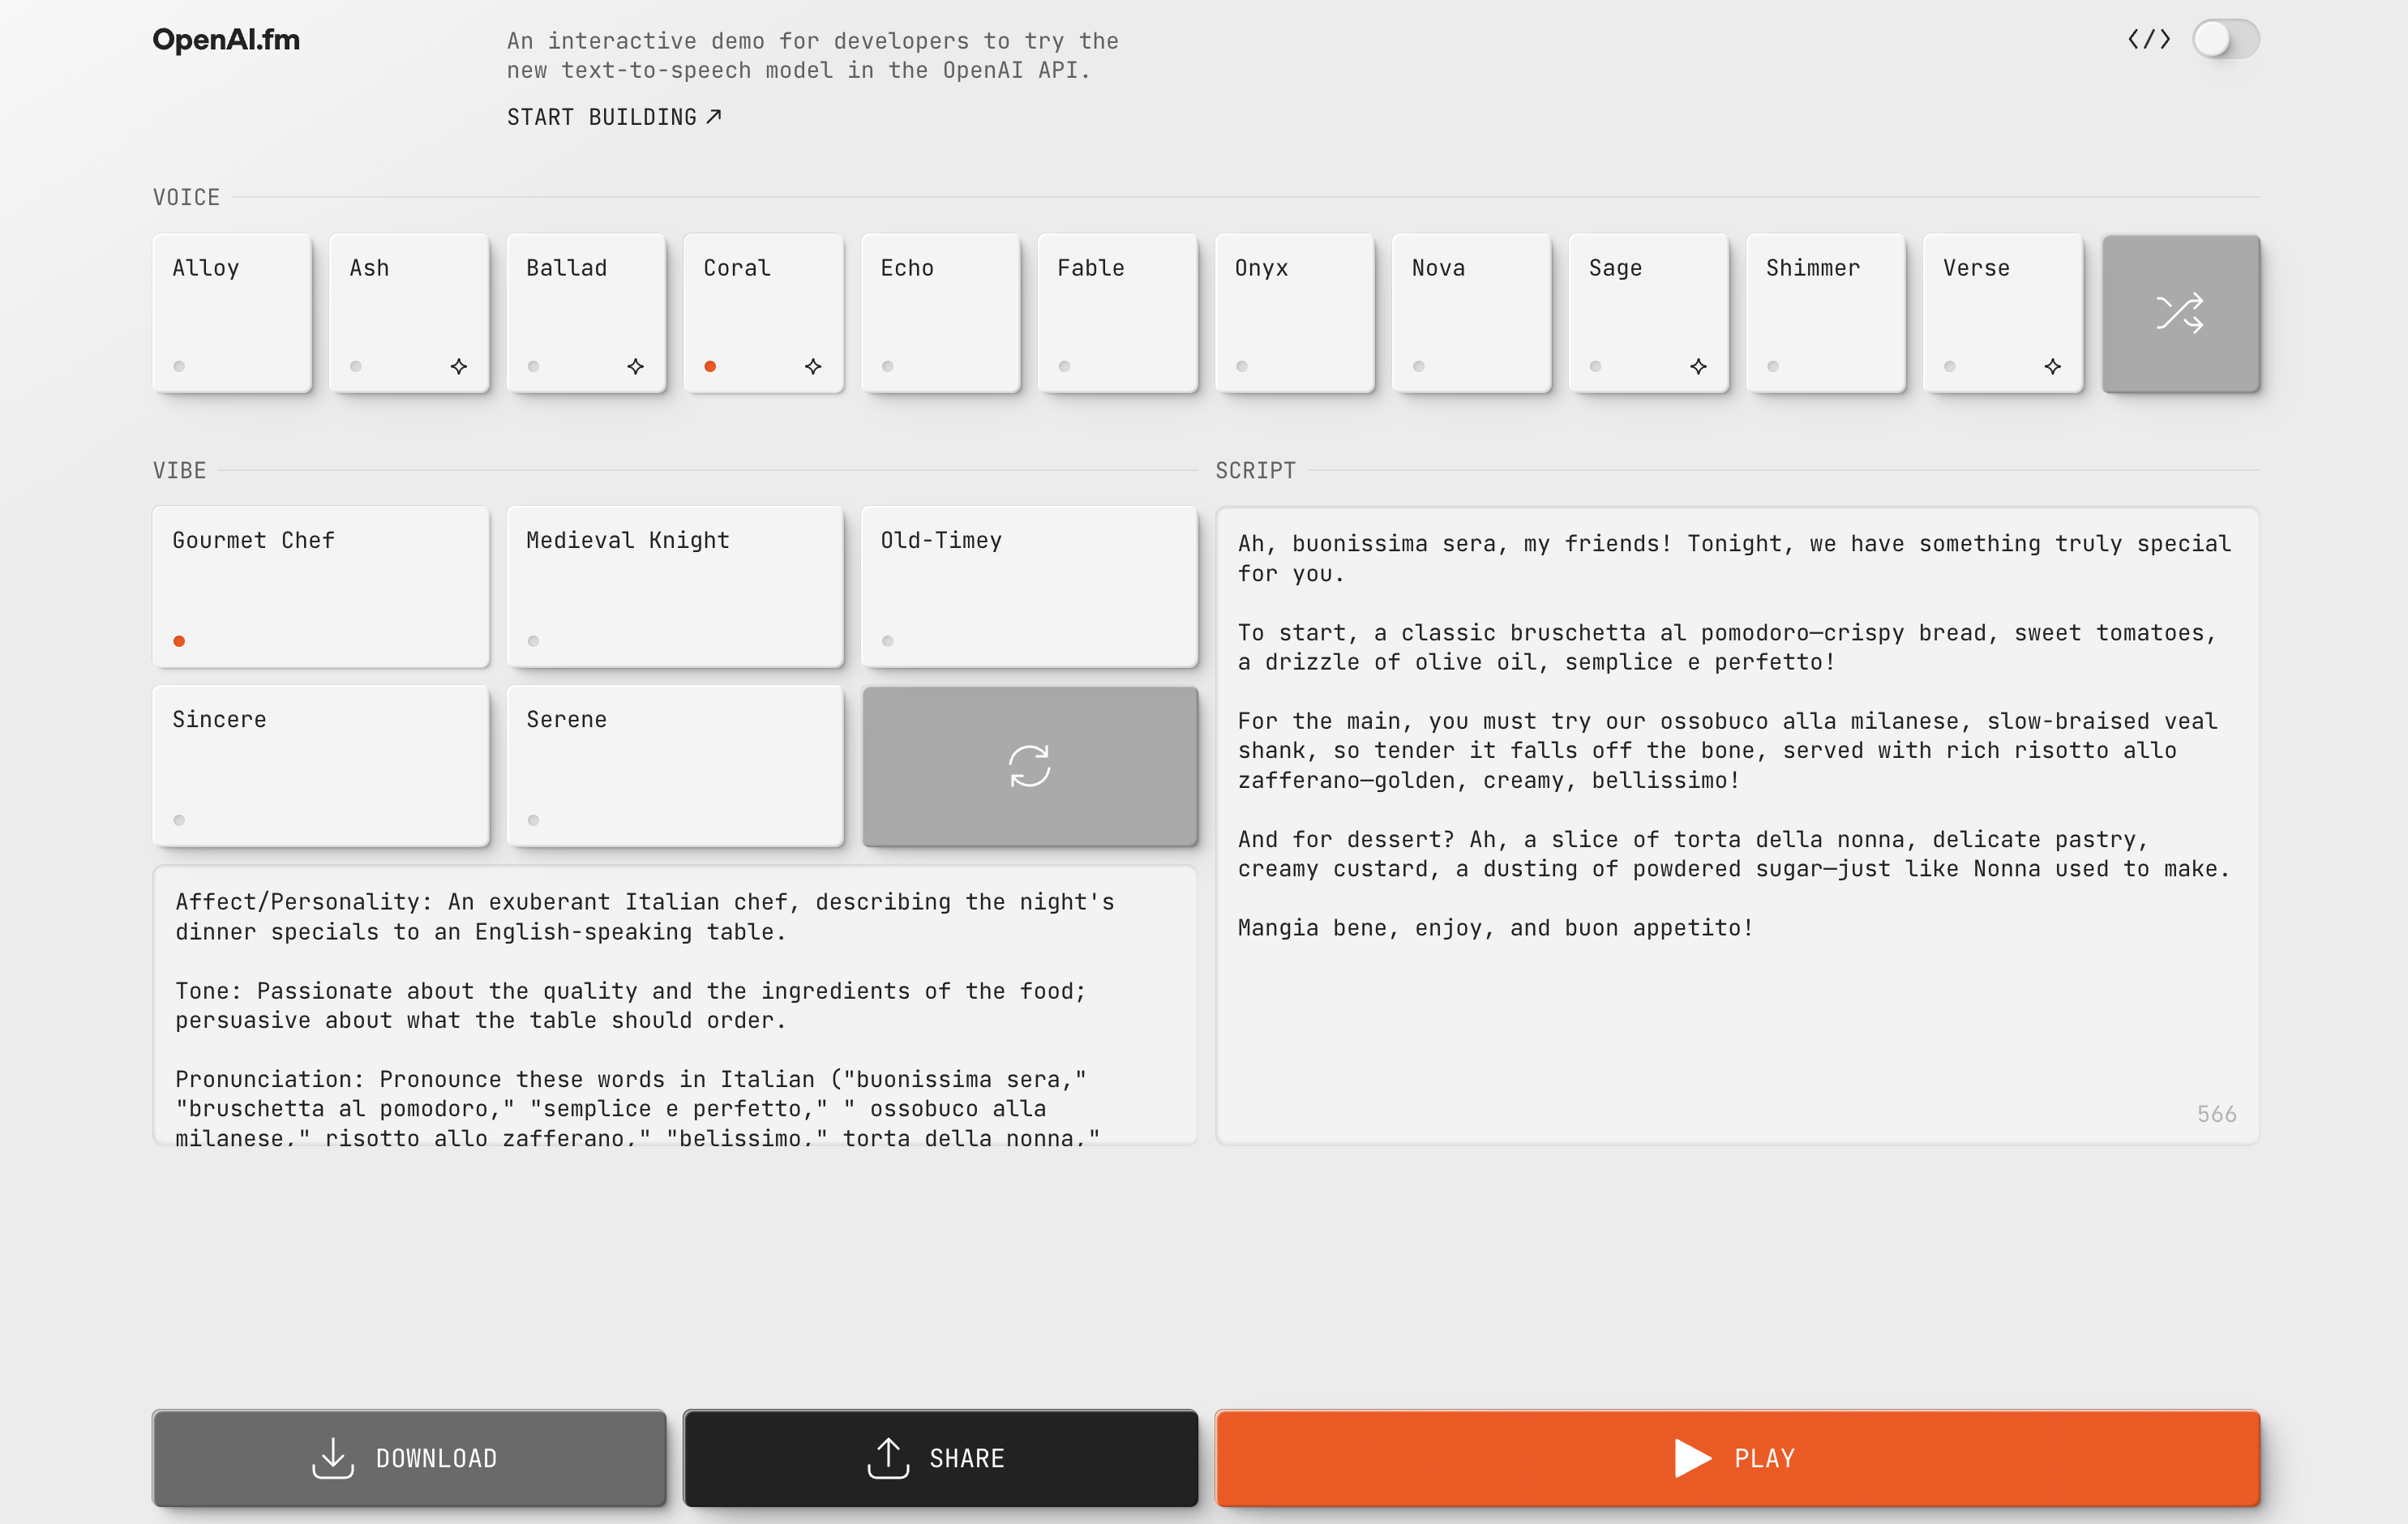 OpenAI.fm
An interactive demo for developers to try the
new text-to-speech model in the OpenAI API.
START BUILDING
VOICE
Alloy
Ash
Ballad
Coral
Echo
Fable
Onyx
Nova
Sage
Shimmer
Verse
VIBE
Gourmet Chef
Medieval Knight
Old-Timey
Sincere
Serene
Affect/Personality: An exuberant Italian chef, describing the night's
dinner specials to an English-speaking table.
Tone: Passionate about the quality and the ingredients of the food;
persuasive about what the table should order.
Pronunciation: Pronounce these words in Italian ("buonissima sera,"
"bruschetta al pomodoro," "semplice e perfetto," " ossobuco alla
milanese," risotto allo zafferano," "belissimo," torta della nonna,"
SCRIPT
Ah, buonissima sera, my friends! Tonight, we have something truly special
for you.
To start, a classic bruschetta al pomodoro—crispy bread, sweet tomatoes,
a drizzle of olive oil, semplice e perfetto!
For the main, you must try our ossobuco alla milanese, slow-braised veal
shank, so tender it falls off the bone, served with rich risotto allo
zafferano—golden, creamy, bellissimo!
And for dessert? Ah, a slice of torta della nonna, delicate pastry,
creamy custard, a dusting of powdered sugar—just like Nonna used to make.
Mangia bene, enjoy, and buon appetito!
566
DOWNLOAD
SHARE
PLAY